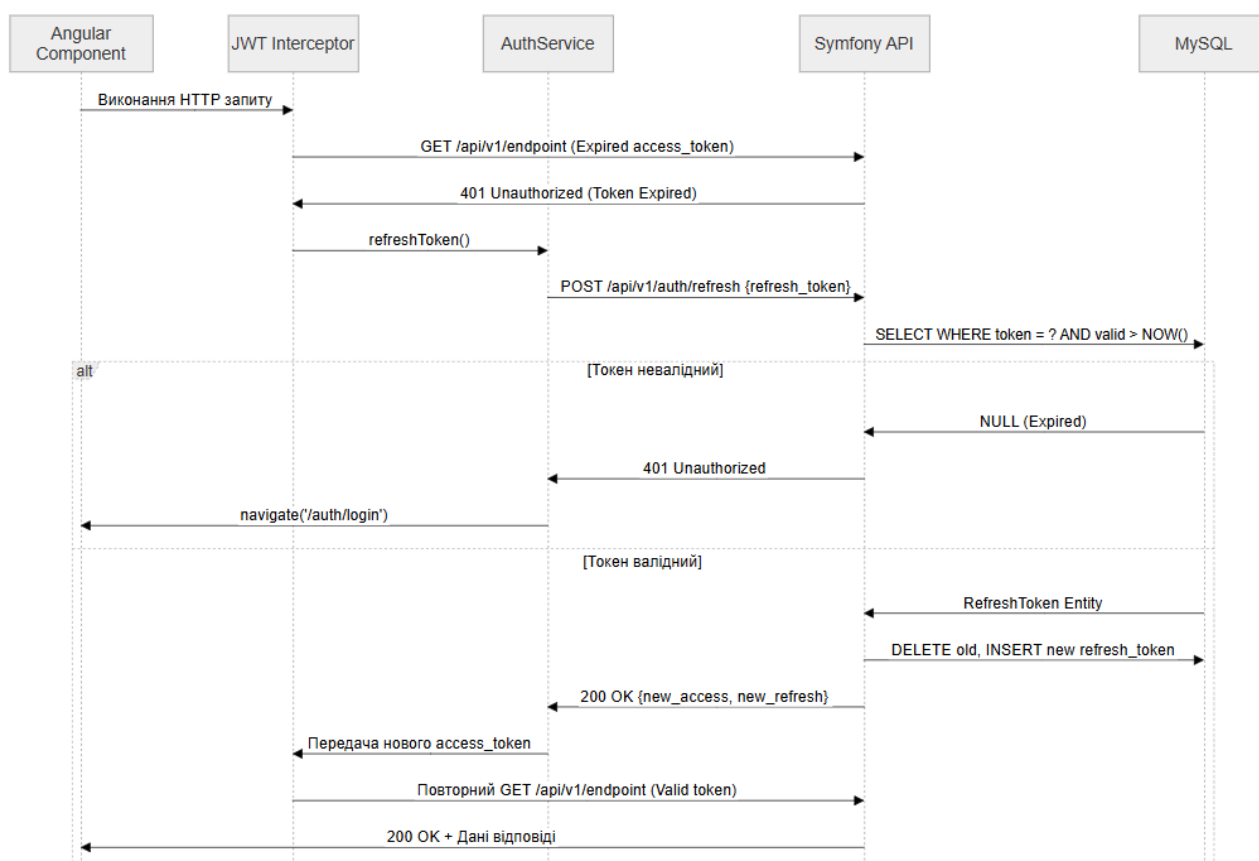 Angular
Component
JWT Interceptor
AuthService
Symfony API
MySQL
Виконання HTTP запиту
GET /api/v1/endpoint (Expired access_token)
401 Unauthorized (Token Expired)
refreshToken()
POST /api/v1/auth/refresh {refresh_token}
SELECT WHERE token = ? AND valid > NOW()
alt
[Токен невалідний]
NULL (Expired)
401 Unauthorized
navigate('/auth/login')
[Токен валідний]
RefreshToken Entity
DELETE old, INSERT new refresh_token
200 OK {new_access, new_refresh}
Передача нового access_token
Повторний GET /api/v1/endpoint (Valid token)
200 OK + Дані відповіді